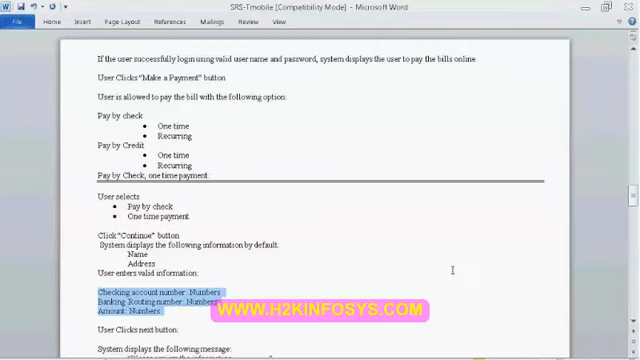 SRS-Tmobile [Compatibility Mode] - Microsoft Word
File Home Insert Page Layout References Mailings Review View
If the user successfully login using valid user name and password, system displays the user to pay the bills online.
User Clicks "Make a Payment" button
User is allowed to pay the bill with the following option:
Pay by check
• One time
• Recurring
Pay by Credit
• One time
• Recurring
Pay by Check, one time payment:
User selects
• Pay by check
• One time payment
Click "Continue" button
System displays the following information by default:
Name
Address
User enters valid information:
Checking account number: Numbers
Banking Routing number: Numbers
Amount: Numbers
WWW.H2KINFOSYS.COM
User Clicks next button:
System displays the following message: